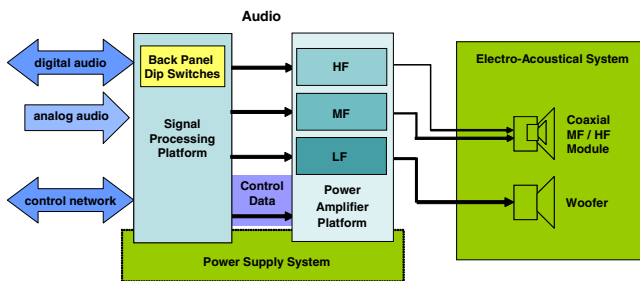 Audio
digital audio
analog audio
control network
Back Panel
Dip Switches
Signal
Processing
Platform
HF
MF
LF
Control
Data
Power
Amplifier
Platform
Power Supply System
Electro-Acoustical System
Coaxial
MF / HF
Module
Woofer